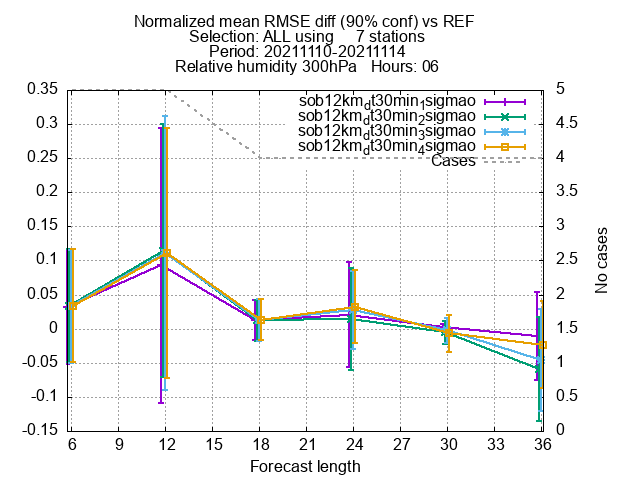 Normalized mean RMSE diff (90% conf) vs REF
Selection: ALL using     7 stations
Period: 20211110-20211114
Relative humidity 300hPa   Hours: 06
sob12km_dt30min_1sigmao
sob12km_dt30min_2sigmao
sob12km_dt30min_3sigmao
sob12km_dt30min_4sigmao
Cases
0.35
0.3
0.25
0.2
0.15
0.1
0.05
0
-0.05
-0.1
-0.15
5
4.5
4
3.5
3
2.5
2
1.5
1
0.5
0
No cases
6 9 12 15 18 21 24 27 30 33 36
Forecast length